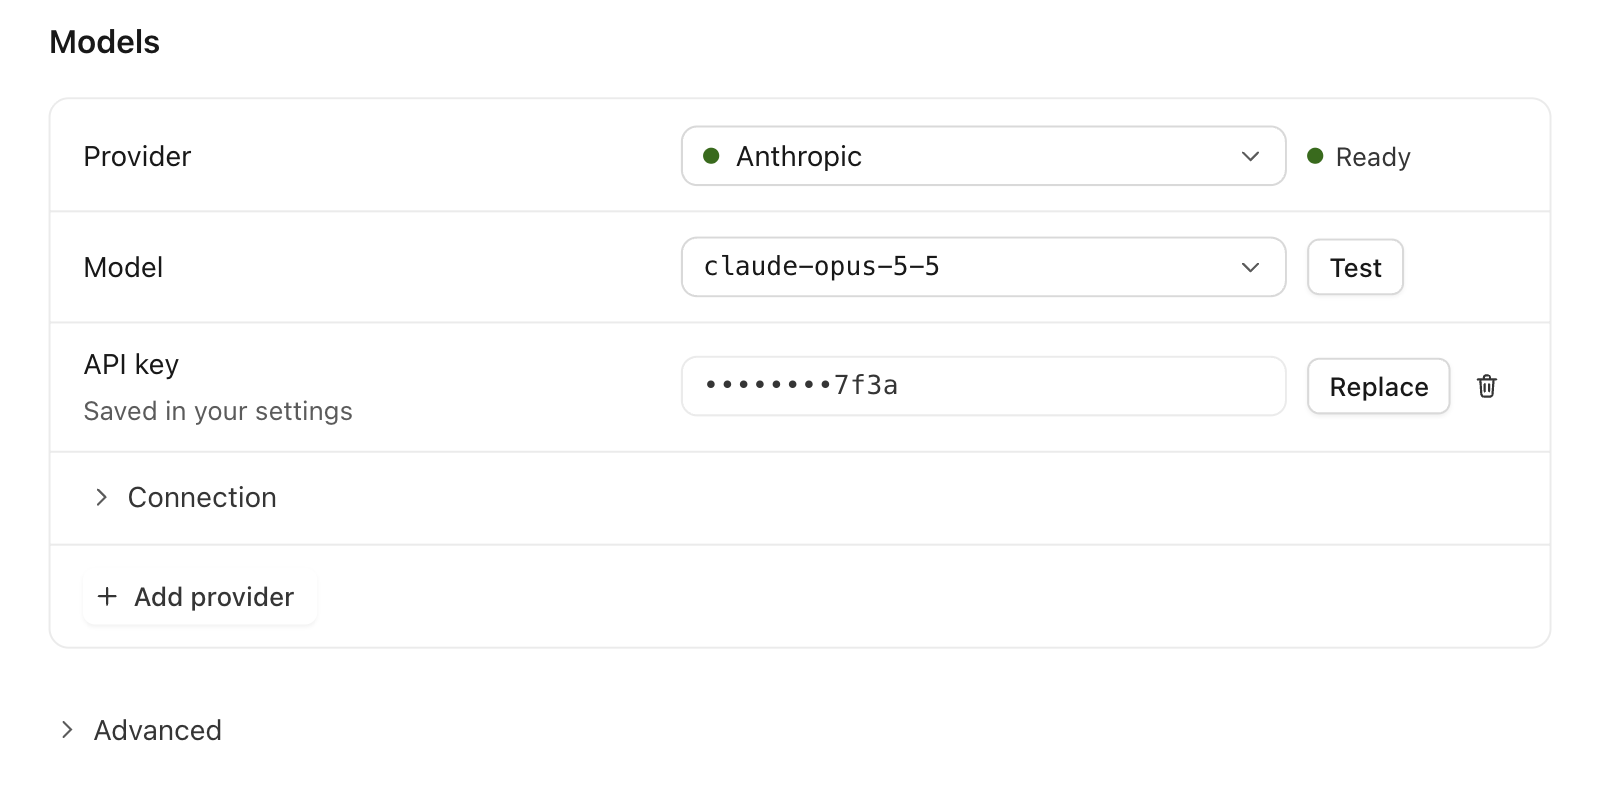 Models
Provider
Anthropic
Ready
Model
claude-opus-5-5
Test
API key
Saved in your settings
••••••••7f3a
Replace
Connection
+ Add provider
Advanced